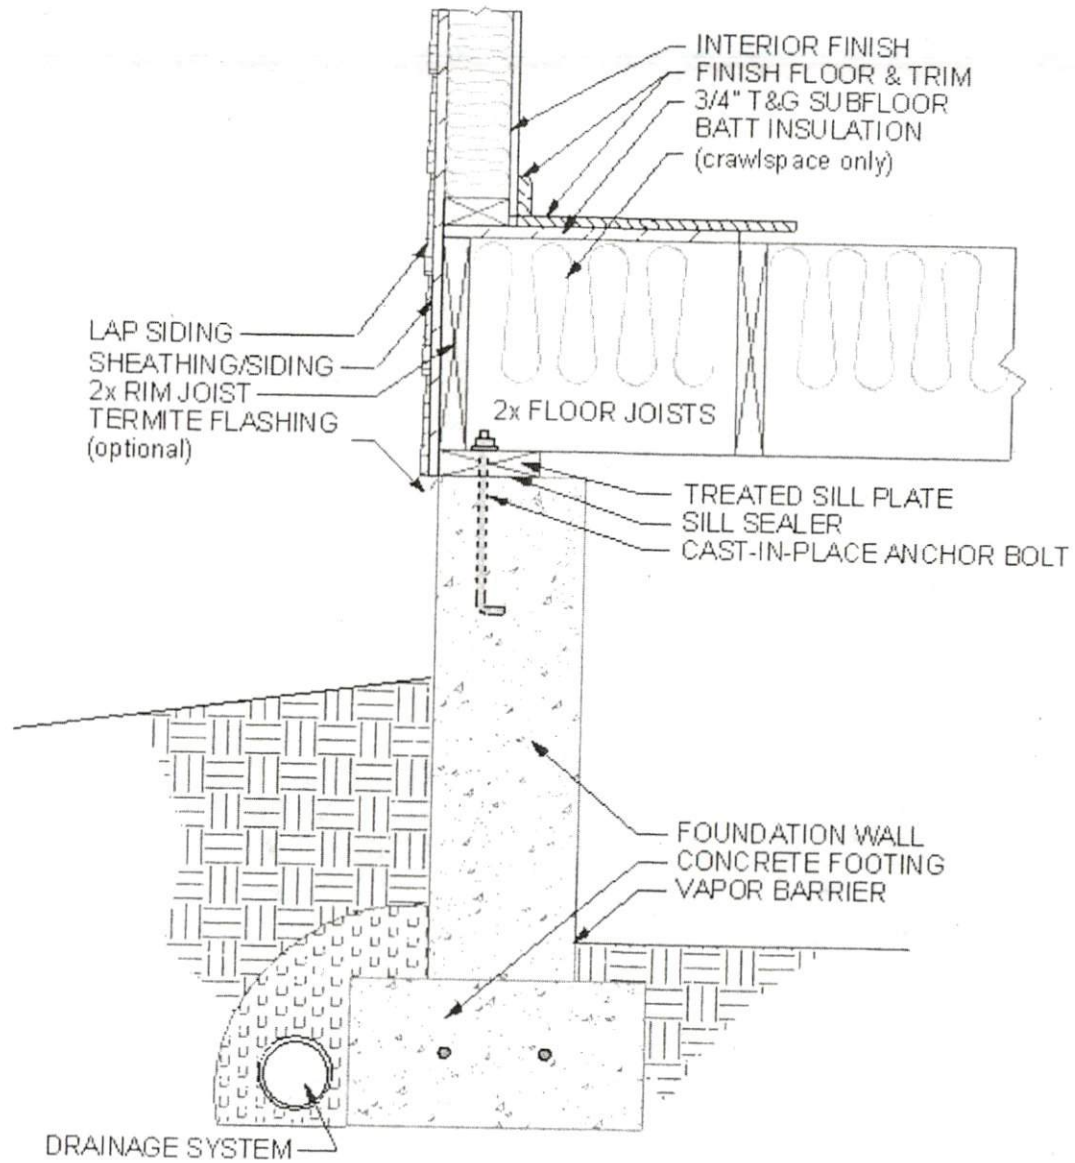 INTERIOR FINISH
FINISH FLOOR & TRIM
3/4" T&G SUBFLOOR
BATT INSULATION
(crawlspace only)
LAP SIDING
SHEATHING/SIDING
2x RIM JOIST
TERMITE FLASHING
(optional)
2x FLOOR JOISTS
TREATED SILL PLATE
SILL SEALER
CAST-IN-PLACE ANCHOR BOLT
FOUNDATION WALL
CONCRETE FOOTING
VAPOR BARRIER
DRAINAGE SYSTEM